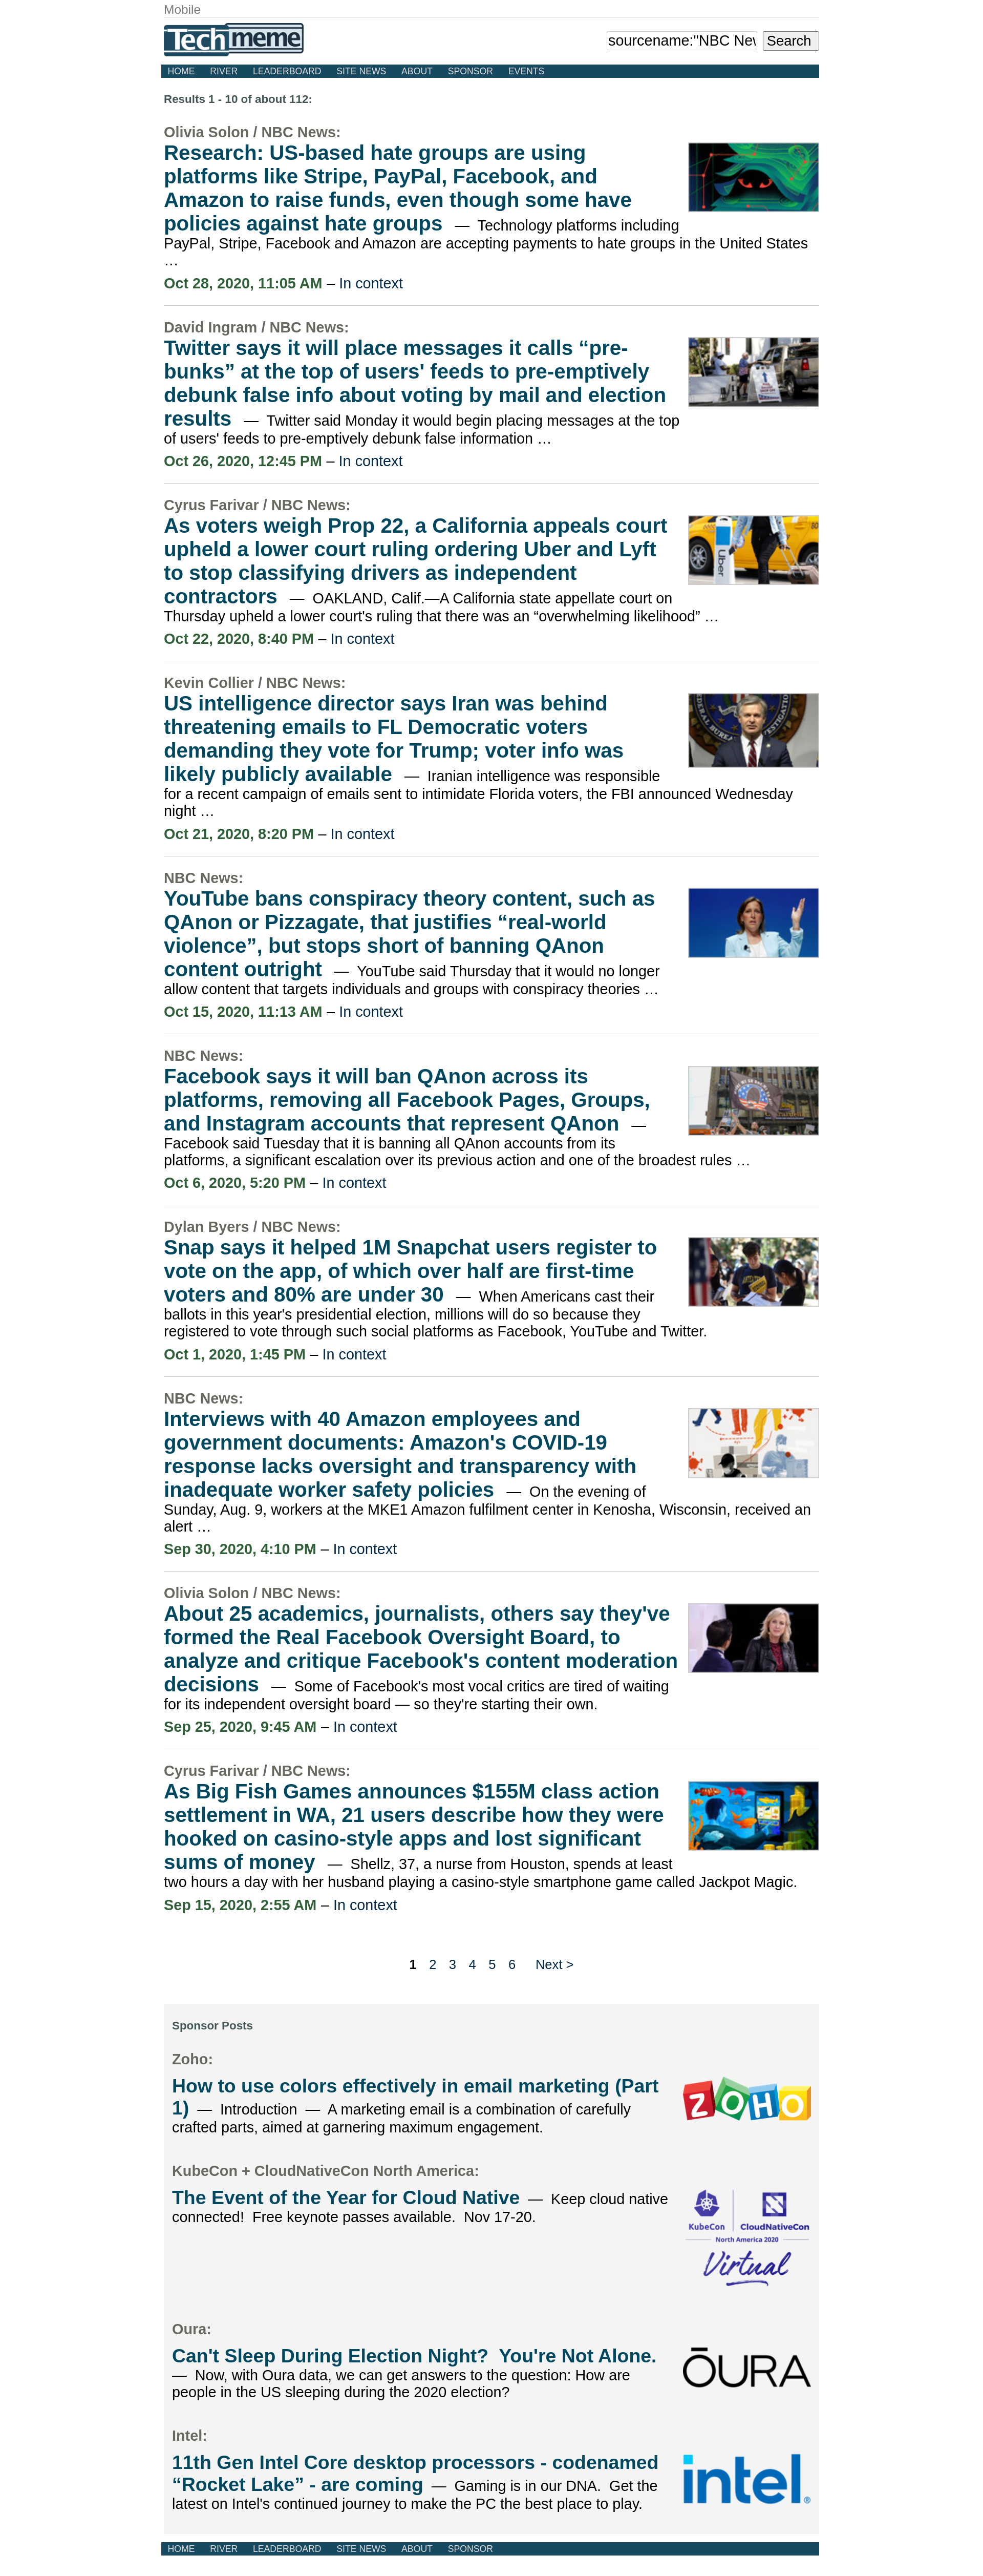 Mobile
Techmeme
sourcename:"NBC Nev
Search
HOME RIVER LEADERBOARD SITE NEWS ABOUT SPONSOR EVENTS
Results 1 - 10 of about 112:
Olivia Solon / NBC News:
Research: US-based hate groups are using
platforms like Stripe, PayPal, Facebook, and
Amazon to raise funds, even though some have
policies against hate groups — Technology platforms including
PayPal, Stripe, Facebook and Amazon are accepting payments to hate groups in the United States
…
Oct 28, 2020, 11:05 AM – In context
David Ingram / NBC News:
Twitter says it will place messages it calls “pre-
bunks” at the top of users' feeds to pre-emptively
debunk false info about voting by mail and election
results — Twitter said Monday it would begin placing messages at the top
of users' feeds to pre-emptively debunk false information …
Oct 26, 2020, 12:45 PM – In context
Cyrus Farivar / NBC News:
As voters weigh Prop 22, a California appeals court
upheld a lower court ruling ordering Uber and Lyft
to stop classifying drivers as independent
contractors — OAKLAND, Calif.—A California state appellate court on
Thursday upheld a lower court's ruling that there was an “overwhelming likelihood” …
Uber
Oct 22, 2020, 8:40 PM – In context
Kevin Collier / NBC News:
US intelligence director says Iran was behind
threatening emails to FL Democratic voters
demanding they vote for Trump; voter info was
likely publicly available — Iranian intelligence was responsible
for a recent campaign of emails sent to intimidate Florida voters, the FBI announced Wednesday
night …
Oct 21, 2020, 8:20 PM – In context
NBC News:
YouTube bans conspiracy theory content, such as
QAnon or Pizzagate, that justifies “real-world
violence”, but stops short of banning QAnon
content outright — YouTube said Thursday that it would no longer
allow content that targets individuals and groups with conspiracy theories …
Oct 15, 2020, 11:13 AM – In context
NBC News:
Facebook says it will ban QAnon across its
platforms, removing all Facebook Pages, Groups,
and Instagram accounts that represent QAnon —
Facebook said Tuesday that it is banning all QAnon accounts from its
platforms, a significant escalation over its previous action and one of the broadest rules …
Oct 6, 2020, 5:20 PM – In context
Dylan Byers / NBC News:
Snap says it helped 1M Snapchat users register to
vote on the app, of which over half are first-time
voters and 80% are under 30 — When Americans cast their
ballots in this year's presidential election, millions will do so because they
registered to vote through such social platforms as Facebook, YouTube and Twitter.
Oct 1, 2020, 1:45 PM – In context
NBC News:
Interviews with 40 Amazon employees and
government documents: Amazon's COVID-19
response lacks oversight and transparency with
inadequate worker safety policies — On the evening of
Sunday, Aug. 9, workers at the MKE1 Amazon fulfilment center in Kenosha, Wisconsin, received an
alert …
Sep 30, 2020, 4:10 PM – In context
Olivia Solon / NBC News:
About 25 academics, journalists, others say they've
formed the Real Facebook Oversight Board, to
analyze and critique Facebook's content moderation
decisions — Some of Facebook's most vocal critics are tired of waiting
for its independent oversight board — so they're starting their own.
Sep 25, 2020, 9:45 AM – In context
Cyrus Farivar / NBC News:
As Big Fish Games announces $155M class action
settlement in WA, 21 users describe how they were
hooked on casino-style apps and lost significant
sums of money — Shellz, 37, a nurse from Houston, spends at least
two hours a day with her husband playing a casino-style smartphone game called Jackpot Magic.
Sep 15, 2020, 2:55 AM – In context
1 2 3 4 5 6 Next >
Sponsor Posts
Zoho:
How to use colors effectively in email marketing (Part
1) — Introduction — A marketing email is a combination of carefully
crafted parts, aimed at garnering maximum engagement.
ZOHO
KubeCon + CloudNativeCon North America:
The Event of the Year for Cloud Native — Keep cloud native
connected! Free keynote passes available. Nov 17-20.
KubeCon CloudNativeCon
North America 2020
Virtual
Oura:
Can't Sleep During Election Night? You're Not Alone.
— Now, with Oura data, we can get answers to the question: How are
people in the US sleeping during the 2020 election?
ŌURA
Intel:
11th Gen Intel Core desktop processors - codenamed
“Rocket Lake” - are coming — Gaming is in our DNA. Get the
latest on Intel's continued journey to make the PC the best place to play.
intel®
HOME RIVER LEADERBOARD SITE NEWS ABOUT SPONSOR